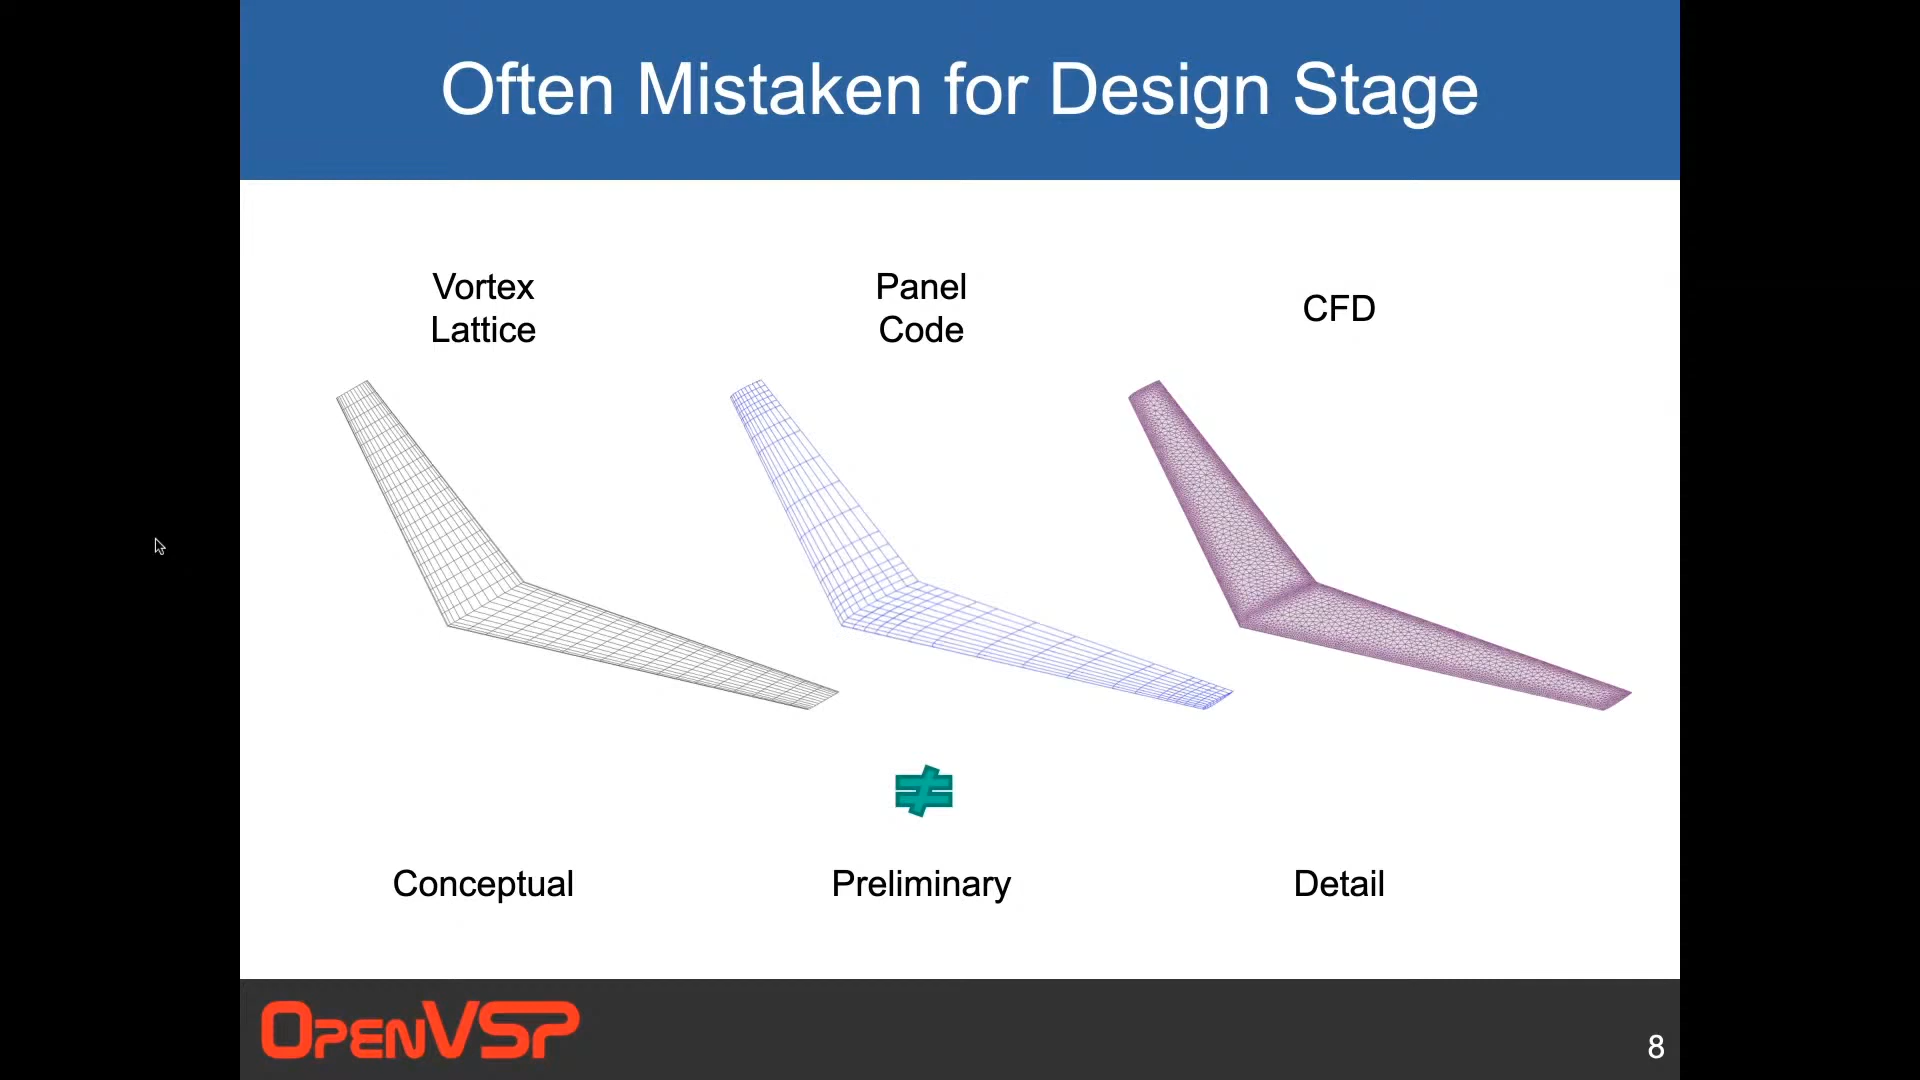 Often Mistaken for Design Stage
Vortex
Lattice
Panel
Code
CFD
≠
Conceptual
Preliminary
Detail
OpenVSP
8